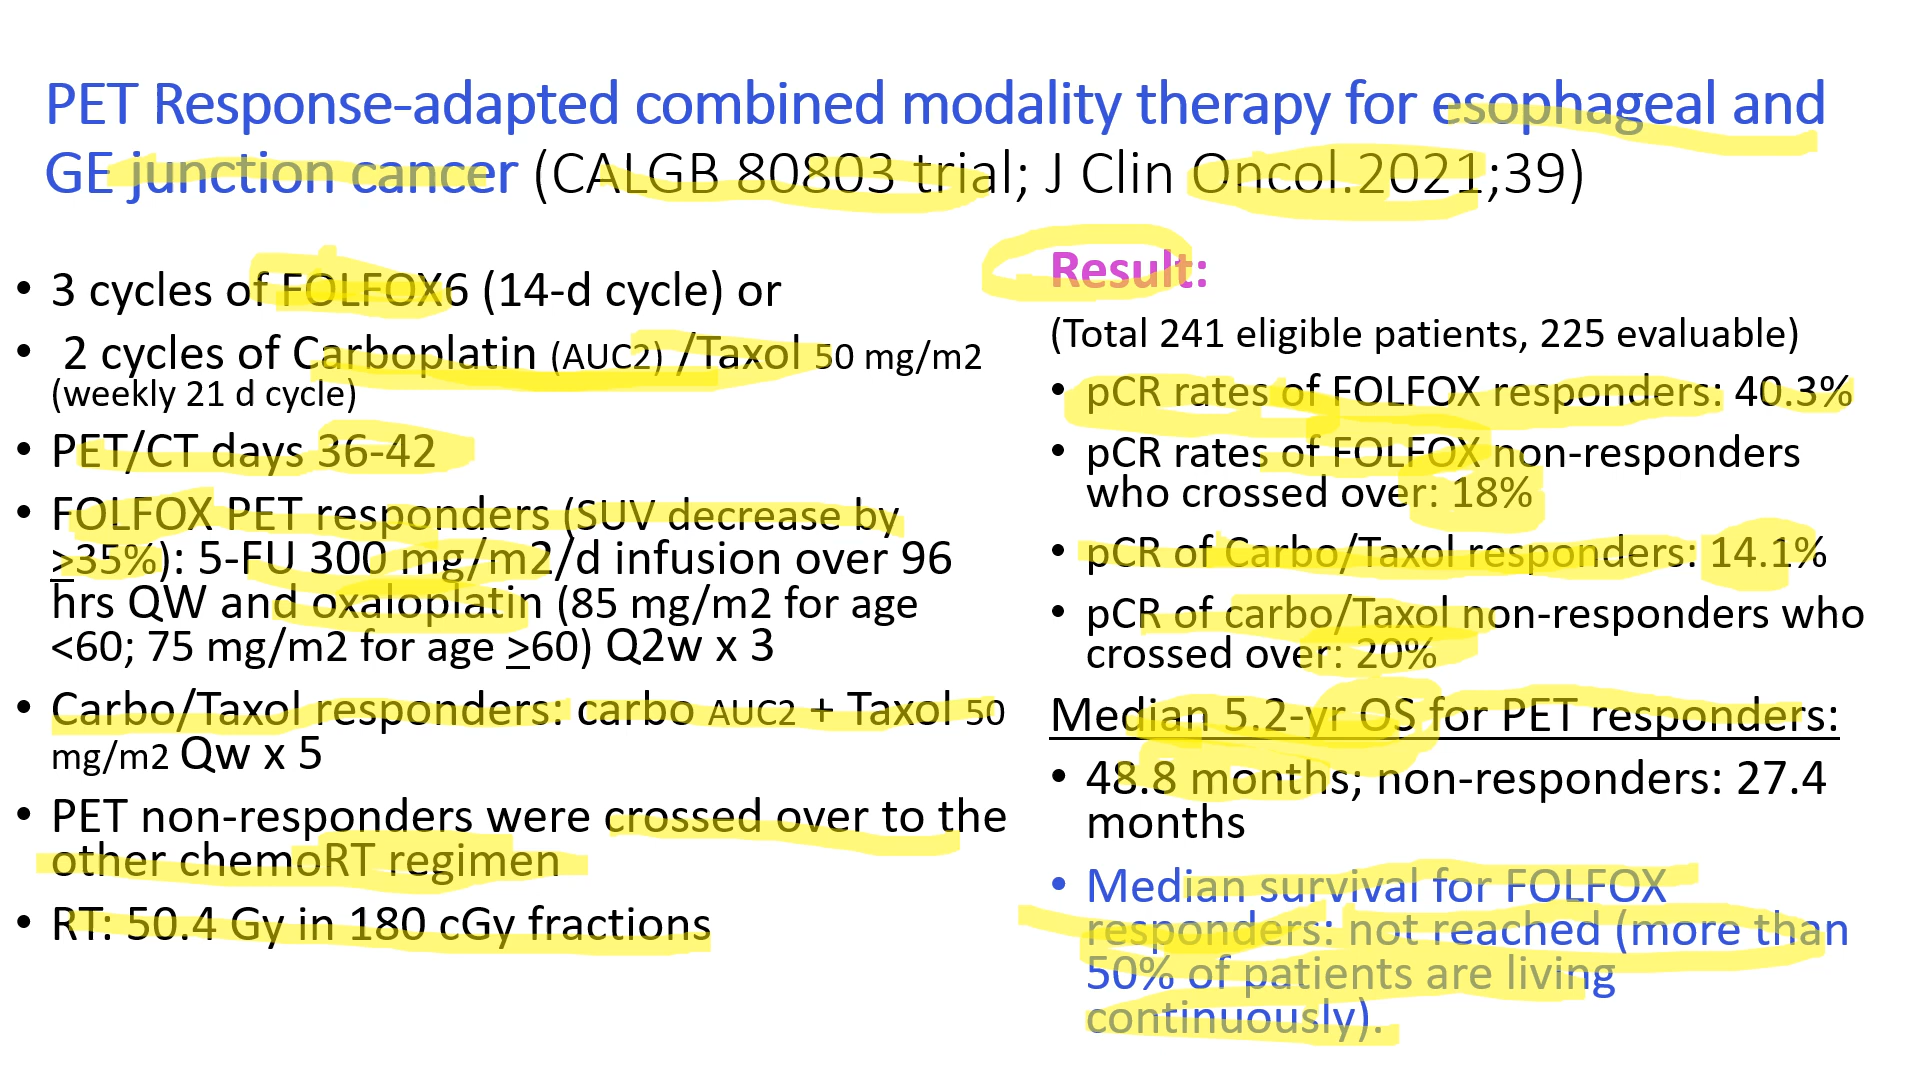 PET Response-adapted combined modality therapy for esophageal and
GE junction cancer (CALGB 80803 trial; J Clin Oncol.2021;39)
• 3 cycles of FOLFOX6 (14-d cycle) or
• 2 cycles of Carboplatin (AUC2) /Taxol 50 mg/m2
(weekly 21 d cycle)
• PET/CT days 36-42
• FOLFOX PET responders (SUV decrease by
≥35%): 5-FU 300 mg/m2/d infusion over 96
hrs QW and oxaloplatin (85 mg/m2 for age
<60; 75 mg/m2 for age ≥60) Q2w x 3
• Carbo/Taxol responders: carbo AUC2 + Taxol 50
mg/m2 Qw x 5
• PET non-responders were crossed over to the
other chemoRT regimen
• RT: 50.4 Gy in 180 cGy fractions
Result:
(Total 241 eligible patients, 225 evaluable)
• pCR rates of FOLFOX responders: 40.3%
• pCR rates of FOLFOX non-responders
who crossed over: 18%
• pCR of Carbo/Taxol responders: 14.1%
• pCR of carbo/Taxol non-responders who
crossed over: 20%
Median 5.2-yr OS for PET responders:
• 48.8 months; non-responders: 27.4
months
• Median survival for FOLFOX
responders: not reached (more than
50% of patients are living
continuously).